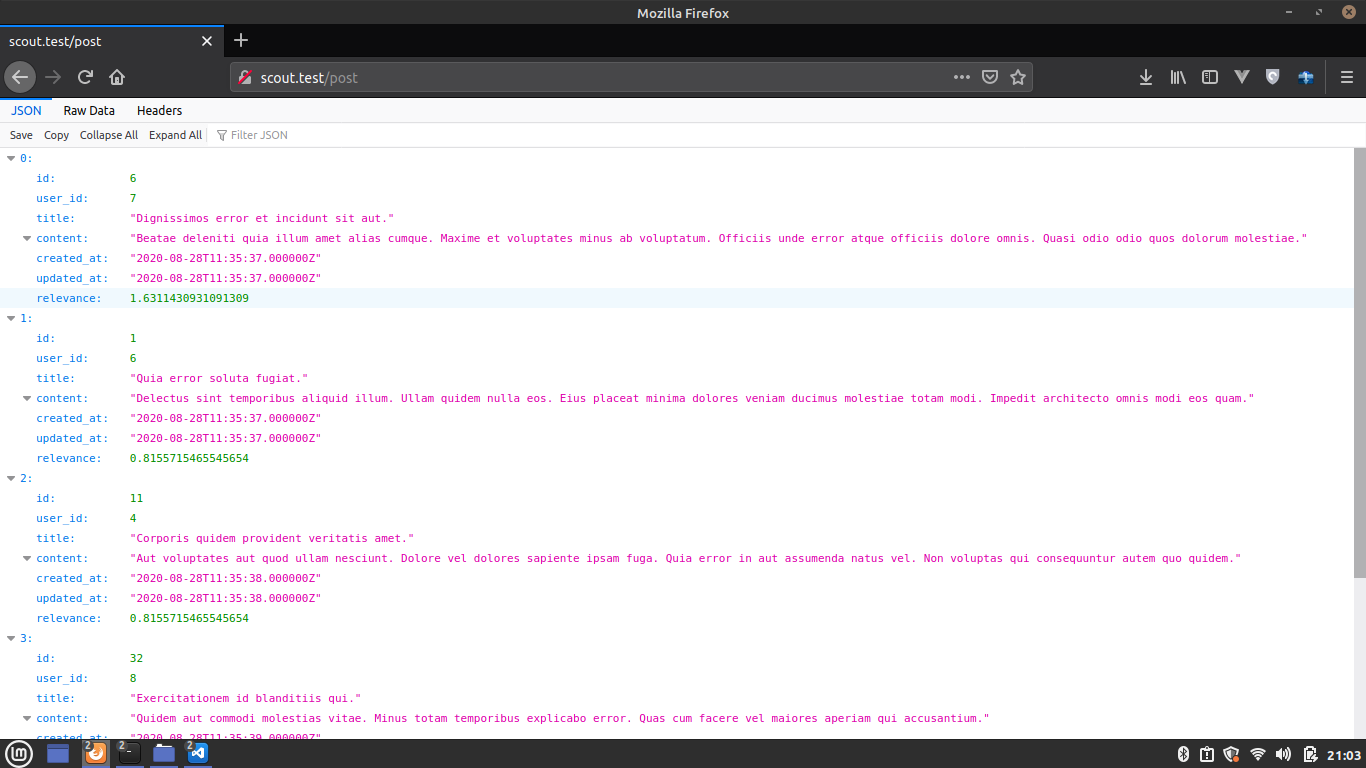 Mozilla Firefox
scout.test/post
scout.test/post
JSON Raw Data Headers
Save Copy Collapse All Expand All Filter JSON
0:
id: 6
user_id: 7
title: "Dignissimos error et incidunt sit aut."
content: "Beatae deleniti quia illum amet alias cumque. Maxime et voluptates minus ab voluptatum. Officiis unde error atque officiis dolore omnis. Quasi odio odio quos dolorum molestiae."
created_at: "2020-08-28T11:35:37.000000Z"
updated_at: "2020-08-28T11:35:37.000000Z"
relevance: 1.6311430931091309
1:
id: 1
user_id: 6
title: "Quia error soluta fugiat."
content: "Delectus sint temporibus aliquid illum. Ullam quidem nulla eos. Eius placeat minima dolores veniam ducimus molestiae totam modi. Impedit architecto omnis modi eos quam."
created_at: "2020-08-28T11:35:37.000000Z"
updated_at: "2020-08-28T11:35:37.000000Z"
relevance: 0.8155715465545654
2:
id: 11
user_id: 4
title: "Corporis quidem provident veritatis amet."
content: "Aut voluptates aut quod ullam nesciunt. Dolore vel dolores sapiente ipsam fuga. Quia error in aut assumenda natus vel. Non voluptas qui consequuntur autem quo quidem."
created_at: "2020-08-28T11:35:38.000000Z"
updated_at: "2020-08-28T11:35:38.000000Z"
relevance: 0.8155715465545654
3:
id: 32
user_id: 8
title: "Exercitationem id blanditiis qui."
content: "Quidem aut commodi molestias vitae. Minus totam temporibus explicabo error. Quas cum facere vel maiores aperiam qui accusantium."
created_at: "2020-08-28T11:35:39.000000Z"
2 2 2 21:03